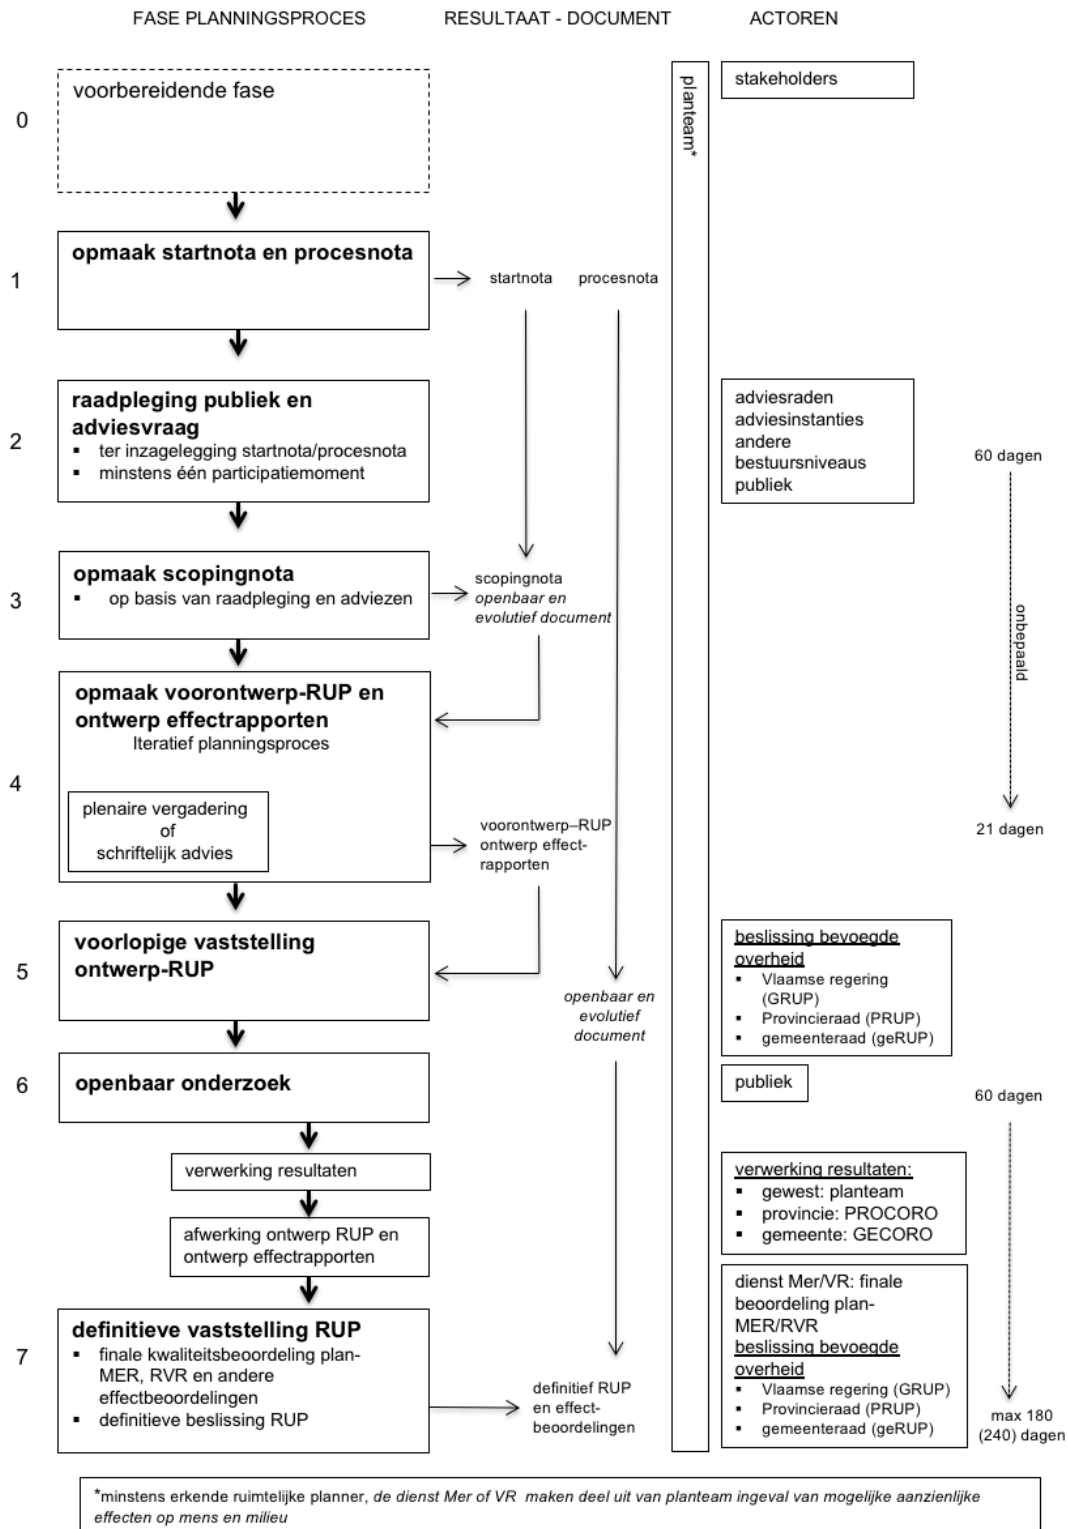 FASE PLANNINGSPROCES
RESULTAAT - DOCUMENT
ACTOREN
0
voorbereidende fase
planteam*
stakeholders
1
opmaak startnota en procesnota
startnota
procesnota
2
raadpleging publiek en
adviesvraag
▪ ter inzagelegging startnota/procesnota
▪ minstens één participatiemoment
adviesraden
adviesinstanties
andere
bestuursniveaus
publiek
60 dagen
onbepaald
21 dagen
3
opmaak scopingnota
▪ op basis van raadpleging en adviezen
scopingnota
openbaar en
evolutief document
4
opmaak voorontwerp-RUP en
ontwerp effectrapporten
Iteratief planningsproces
plenaire vergadering
of
schriftelijk advies
voorontwerp–RUP
ontwerp effect-
rapporten
5
voorlopige vaststelling
ontwerp-RUP
openbaar en
evolutief
document
beslissing bevoegde
overheid
▪ Vlaamse regering
(GRUP)
▪ Provincieraad (PRUP)
▪ gemeenteraad (geRUP)
6
openbaar onderzoek
publiek
60 dagen
verwerking resultaten
verwerking resultaten:
▪ gewest: planteam
▪ provincie: PROCORO
▪ gemeente: GECORO
afwerking ontwerp RUP en
ontwerp effectrapporten
7
definitieve vaststelling RUP
▪ finale kwaliteitsbeoordeling plan-
MER, RVR en andere
effectbeoordelingen
▪ definitieve beslissing RUP
definitief RUP
en effect-
beoordelingen
dienst Mer/VR: finale
beoordeling plan-
MER/RVR
beslissing bevoegde
overheid
▪ Vlaamse regering (GRUP)
▪ Provincieraad (PRUP)
▪ gemeenteraad (geRUP)
max 180
(240) dagen
*minstens erkende ruimtelijke planner, de dienst Mer of VR maken deel uit van planteam ingeval van mogelijke aanzienlijke
effecten op mens en milieu